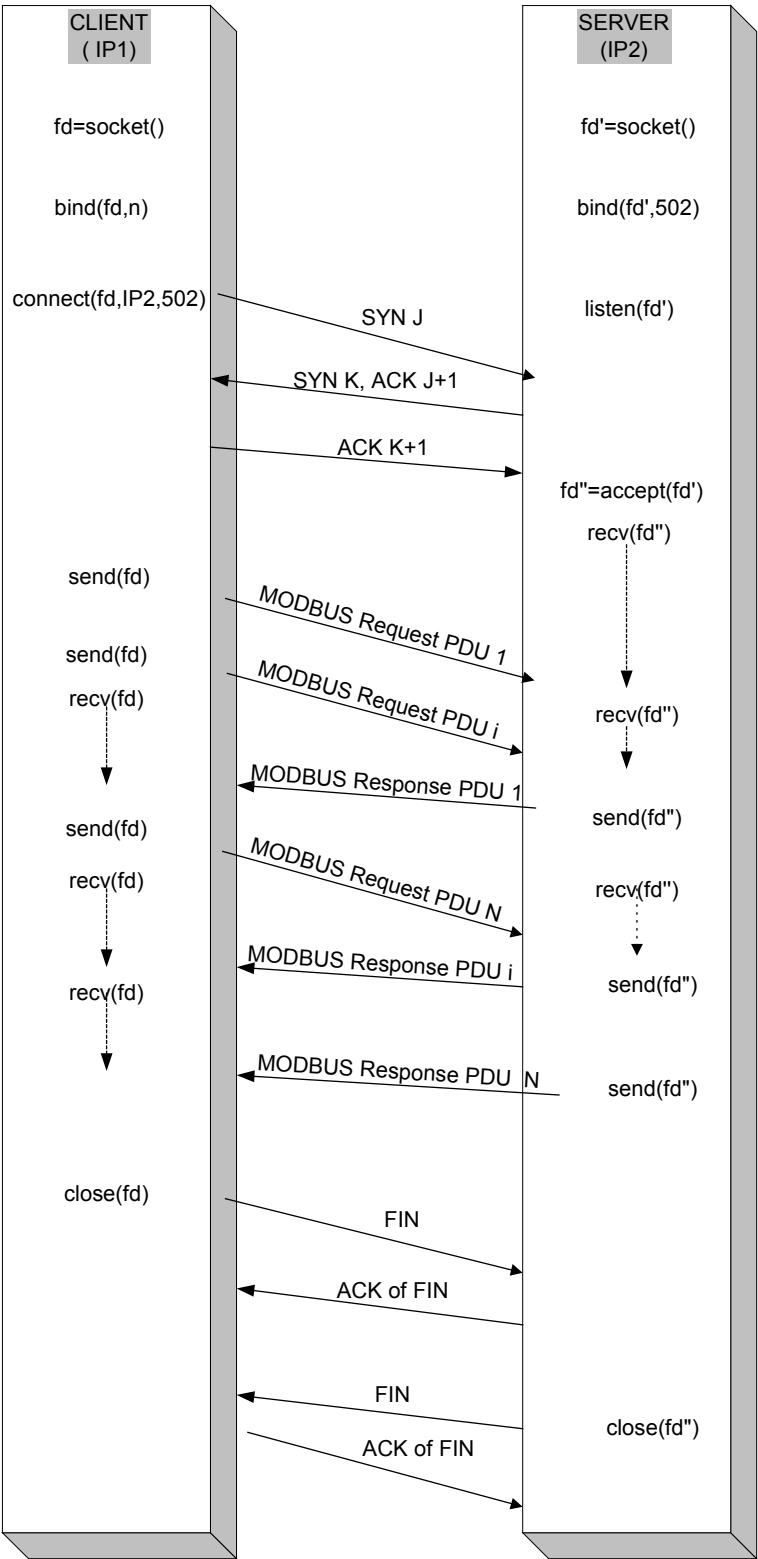 CLIENT
( IP1)
SERVER
(IP2)
fd=socket()
fd'=socket()
bind(fd,n)
bind(fd',502)
connect(fd,IP2,502)
listen(fd')
SYN J
SYN K, ACK J+1
ACK K+1
fd"=accept(fd')
recv(fd")
send(fd)
MODBUS Request PDU 1
send(fd)
MODBUS Request PDU i
recv(fd)
recv(fd'')
MODBUS Response PDU 1
send(fd")
send(fd)
MODBUS Request PDU N
recv(fd)
recv(fd'')
MODBUS Response PDU i
send(fd")
recv(fd)
MODBUS Response PDU N
send(fd")
close(fd)
FIN
ACK of FIN
FIN
close(fd")
ACK of FIN